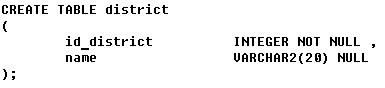 CREATE TABLE district
(
id_district INTEGER NOT NULL ,
name VARCHAR2(20) NULL
);